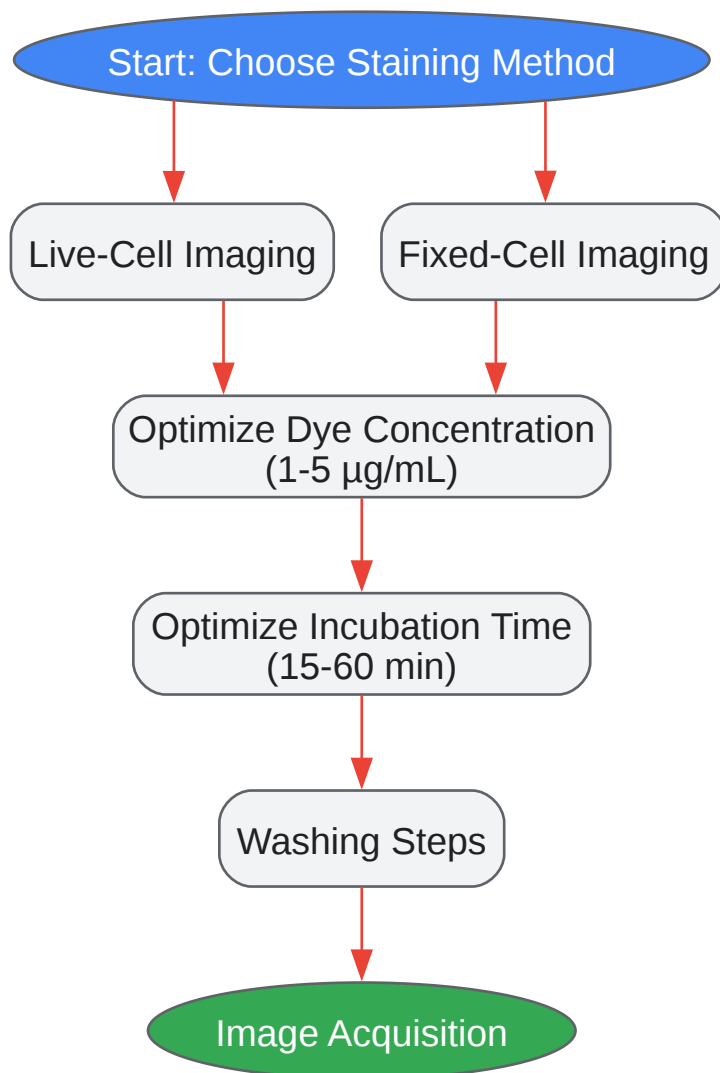 Start: Choose Staining Method
Live-Cell Imaging
Fixed-Cell Imaging
Optimize Dye Concentration
(1-5 µg/mL)
Optimize Incubation Time
(15-60 min)
Washing Steps
Image Acquisition